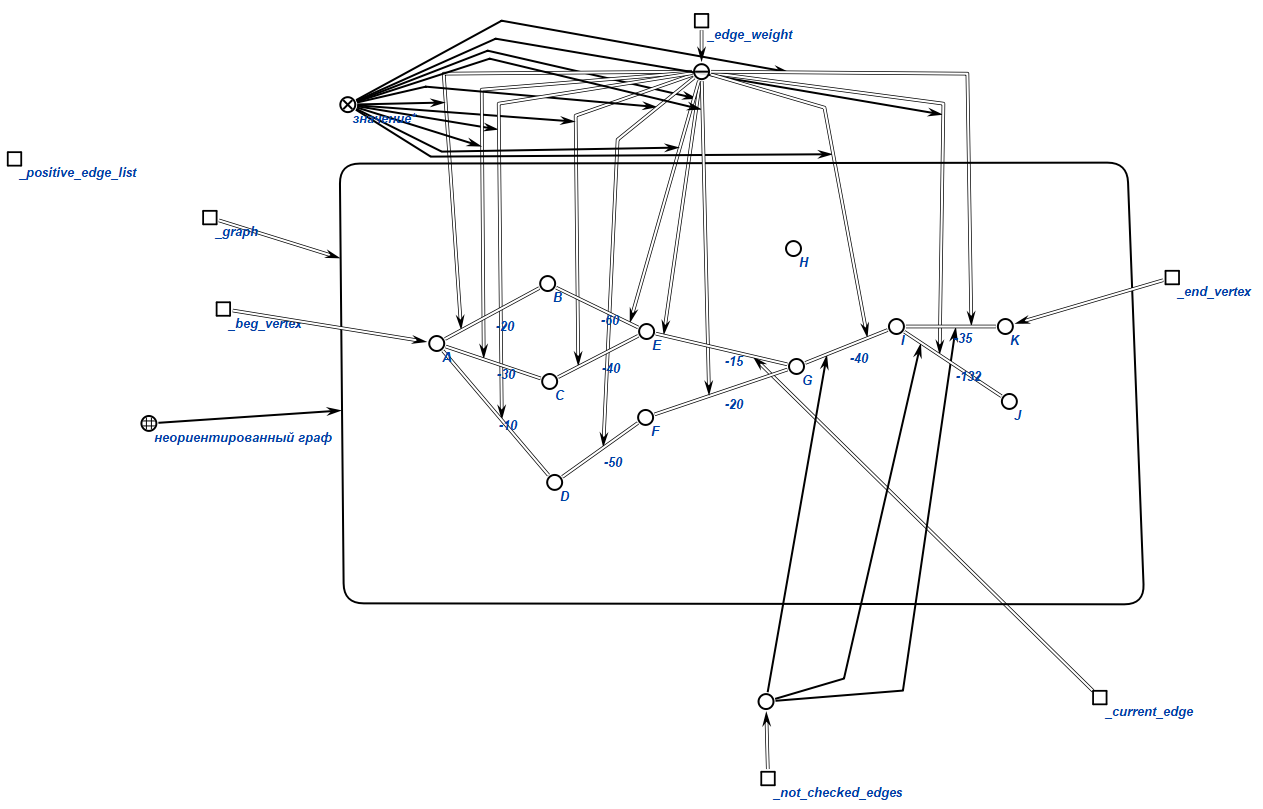 _edge_weight
значение*
_positive_edge_list
_graph
H
_end_vertex
B
_beg_vertex
-20
-60
A
E
I
35
K
-15
-40
-30
-40
C
G
-132
-20
J
-10
F
неориентированный граф
-50
D
_current_edge
_not_checked_edges